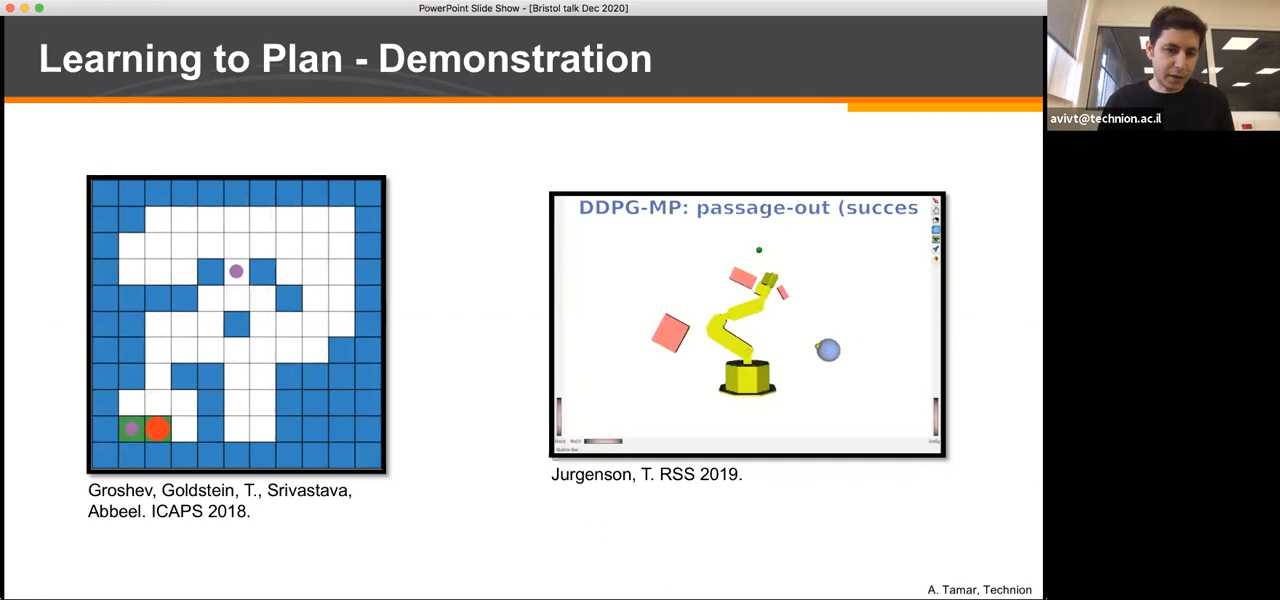 PowerPoint Slide Show - [Bristol talk Dec 2020]
Learning to Plan - Demonstration
avivt@technion.ac.il
DDPG-MP: passage-out (succes
Groshev, Goldstein, T., Srivastava,
Abbeel. ICAPS 2018.
Jurgenson, T. RSS 2019.
A. Tamar, Technion